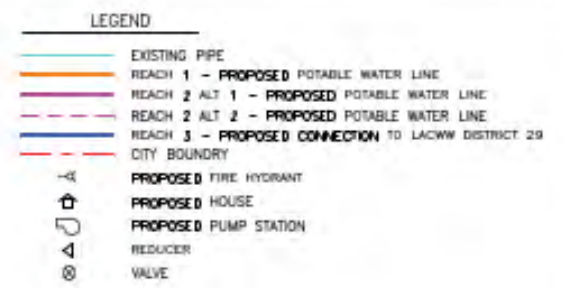 LEGEND
EXISTING PIPE
REACH 1 - PROPOSED POTABLE WATER LINE
REACH 2 ALT 1 - PROPOSED POTABLE WATER LINE
REACH 2 ALT 2 - PROPOSED POTABLE WATER LINE
REACH 3 - PROPOSED CONNECTION TO LACWW DISTRICT 29
CITY BOUNDRY
PROPOSED FIRE HYDRANT
PROPOSED HOUSE
PROPOSED PUMP STATION
REDUCER
VALVE